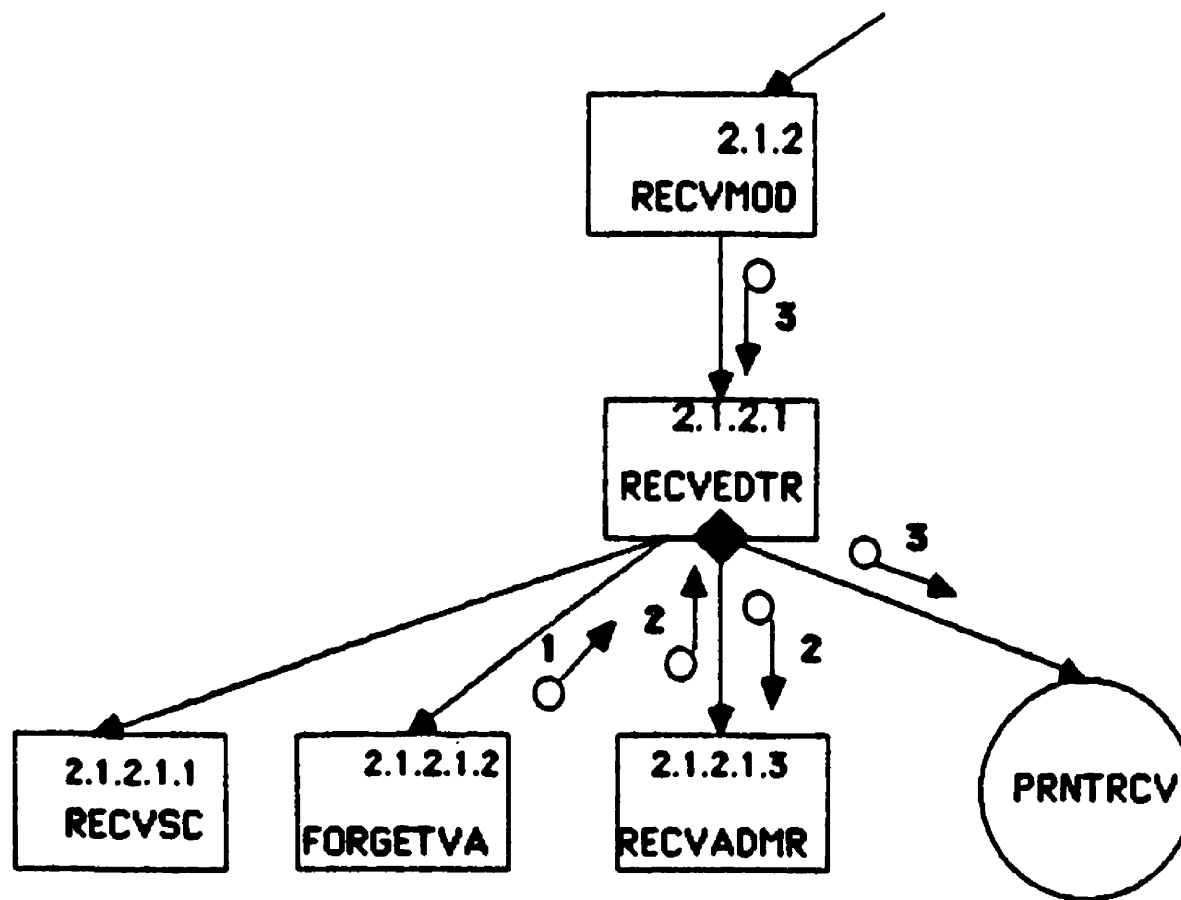 2.1.2
RECVMOD
3
2.1.2.1
RECVEDTR
3
1
2
2
2.1.2.1.1
RECVSC
2.1.2.1.2
FORGETVA
2.1.2.1.3
RECVADMR
PRNTRCV